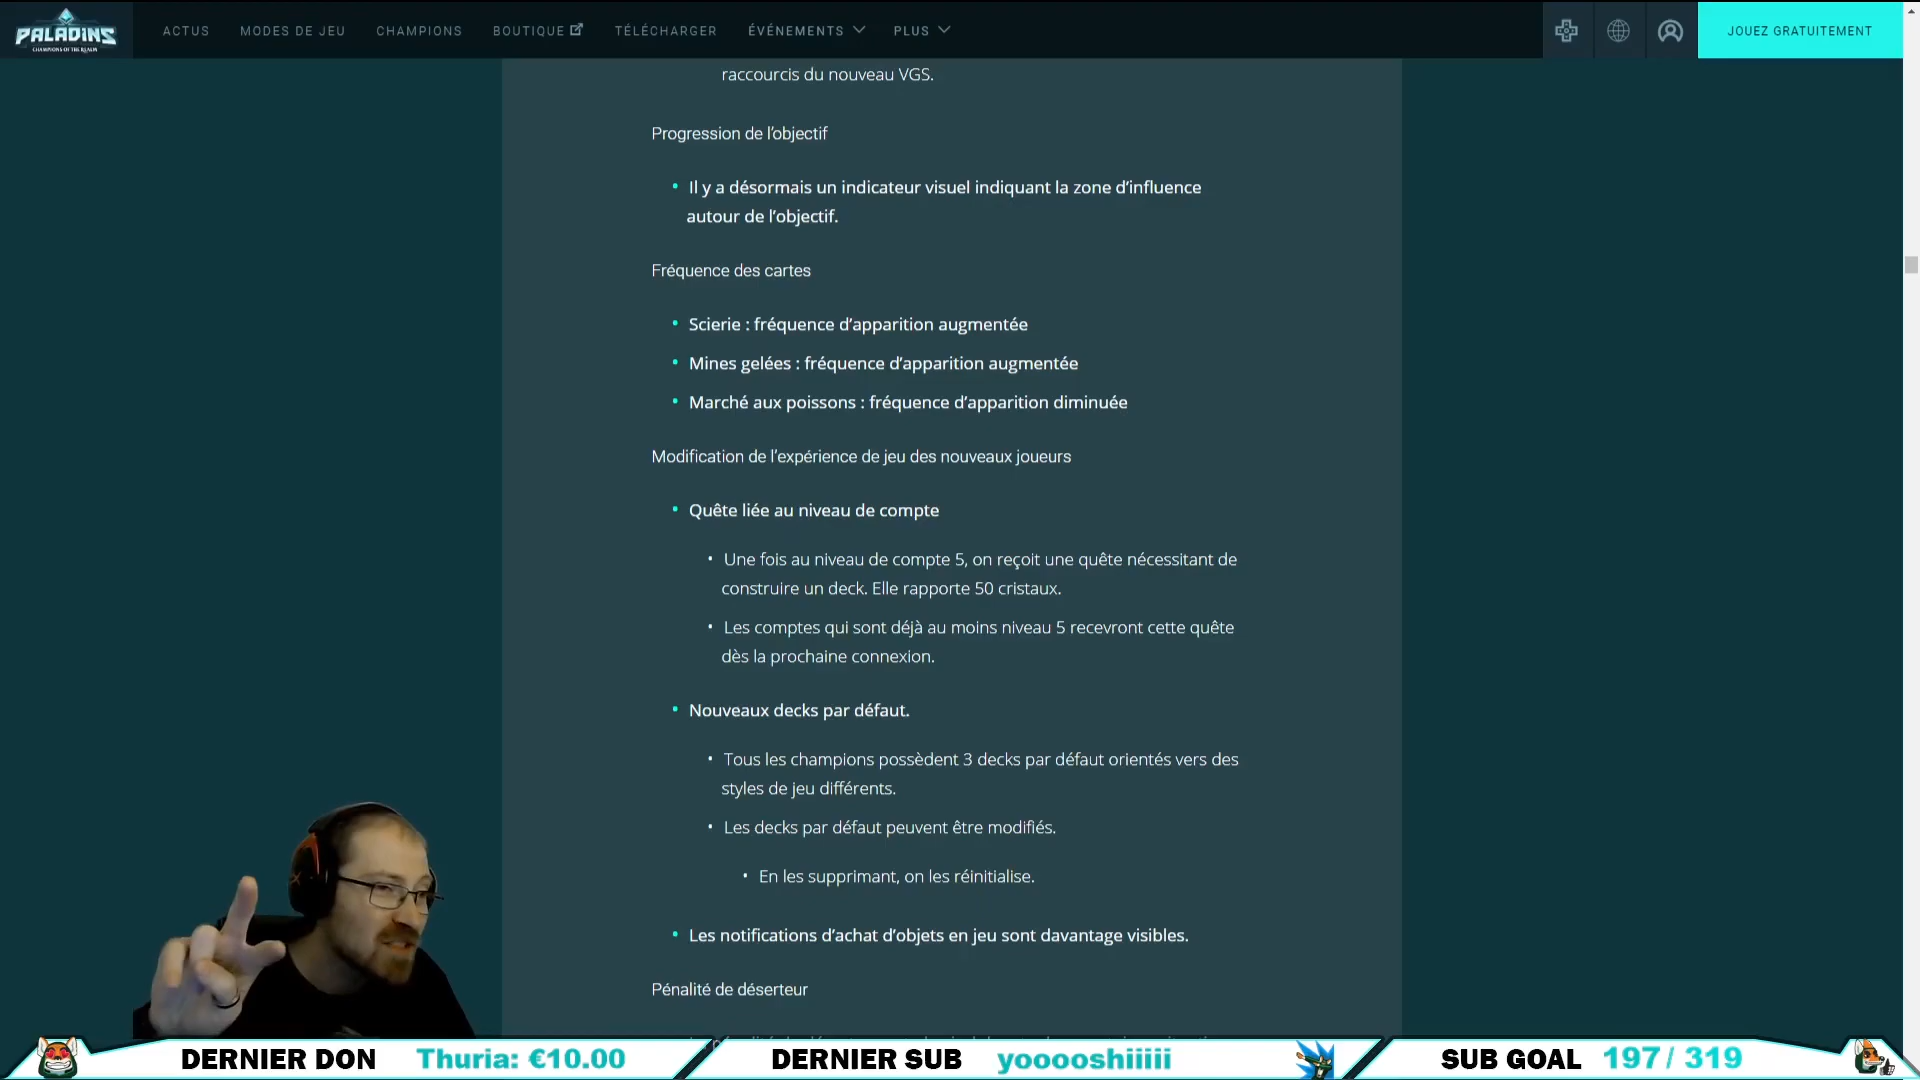 PALADINS
CHAMPIONS OF THE REALM
ACTUS MODES DE JEU CHAMPIONS BOUTIQUE TÉLÉCHARGER ÉVÉNEMENTS PLUS JOUEZ GRATUITEMENT
raccourcis du nouveau VGS.
Progression de l’objectif
• Il y a désormais un indicateur visuel indiquant la zone d’influence
autour de l’objectif.
Fréquence des cartes
• Scierie : fréquence d’apparition augmentée
• Mines gelées : fréquence d’apparition augmentée
• Marché aux poissons : fréquence d’apparition diminuée
Modification de l’expérience de jeu des nouveaux joueurs
• Quête liée au niveau de compte
• Une fois au niveau de compte 5, on reçoit une quête nécessitant de
construire un deck. Elle rapporte 50 cristaux.
• Les comptes qui sont déjà au moins niveau 5 recevront cette quête
dès la prochaine connexion.
• Nouveaux decks par défaut.
• Tous les champions possèdent 3 decks par défaut orientés vers des
styles de jeu différents.
• Les decks par défaut peuvent être modifiés.
• En les supprimant, on les réinitialise.
• Les notifications d’achat d’objets en jeu sont davantage visibles.
Pénalité de déserteur
DERNIER DON Thuria: €10.00 DERNIER SUB yooooshiiiii SUB GOAL 197 / 319